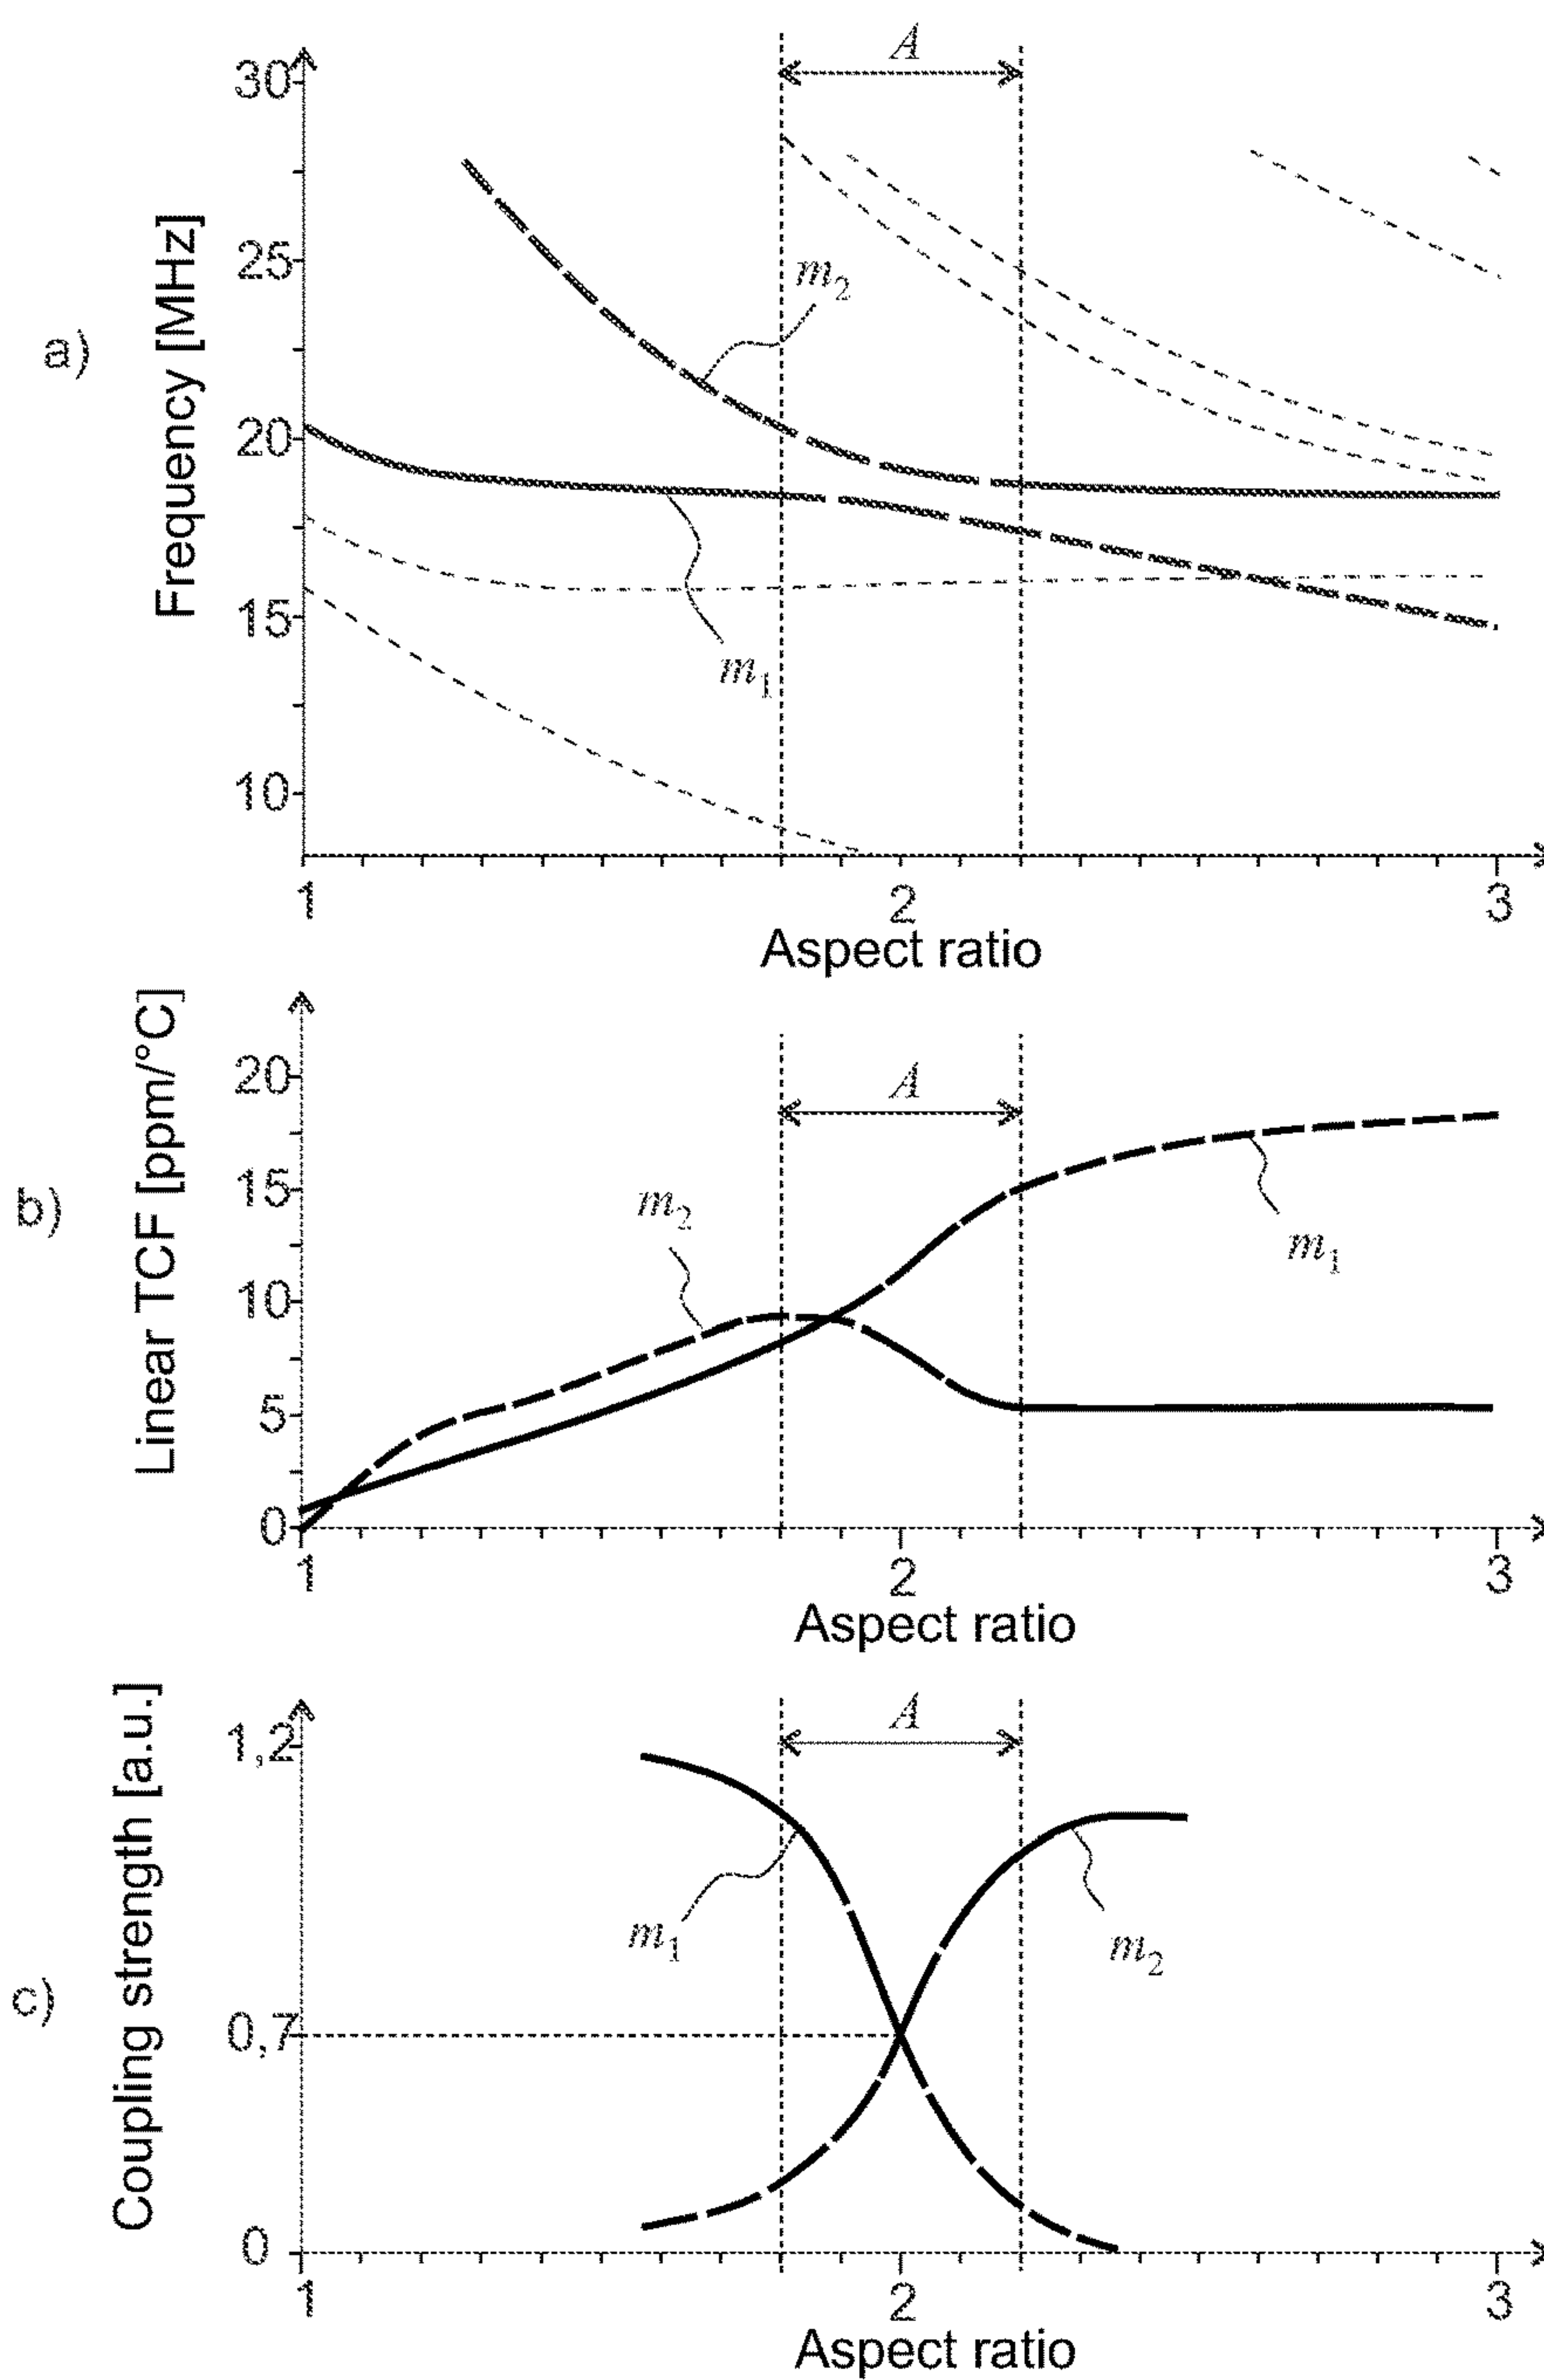 a)
Frequency [MHz]
30
25
20
15
10
A
m2
m1
1
2
3
Aspect ratio
b)
Linear TCF [ppm/°C]
20
15
10
5
0
A
m2
m1
1
2
3
Aspect ratio
c)
Coupling strength [a.u.]
1,2
0,7
0
A
m1
m2
1
2
3
Aspect ratio